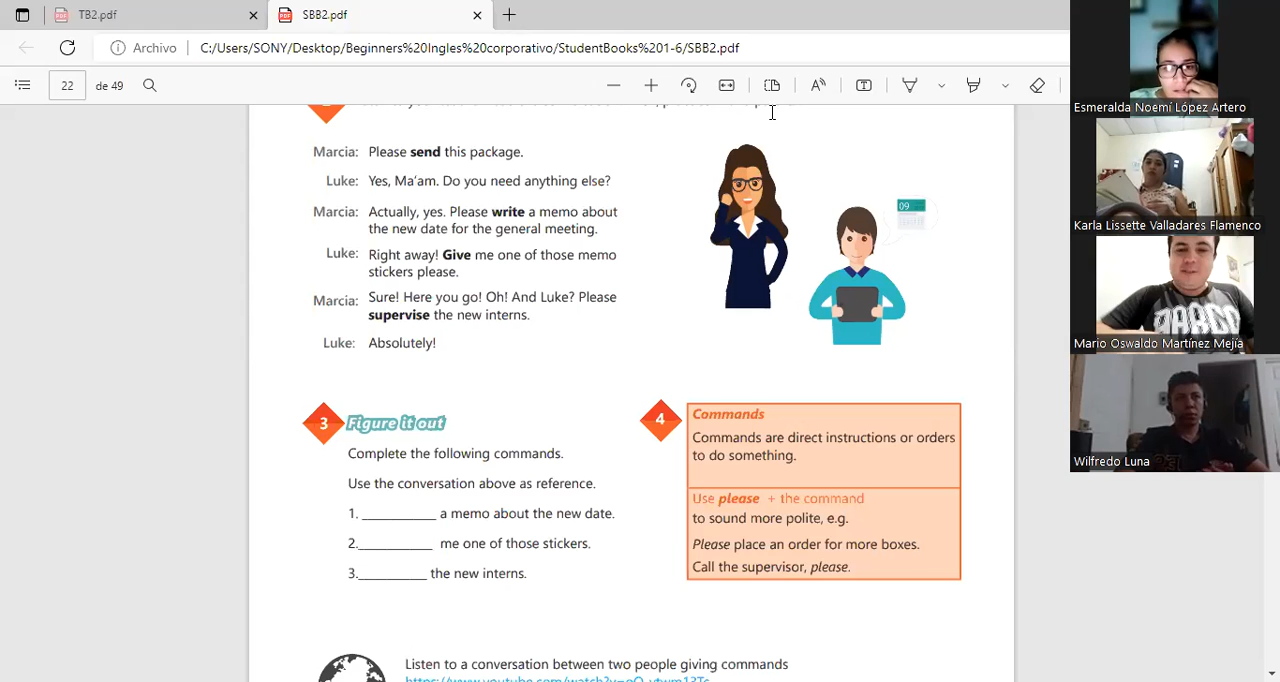 TB2.pdf
SBB2.pdf
Archivo
C:/Users/SONY/Desktop/Beginners%20Ingles%20corporativo/StudentBooks%201-6/SBB2.pdf
22
de 49
Marcia: Please send this package.
Luke: Yes, Ma'am. Do you need anything else?
Marcia: Actually, yes. Please write a memo about
the new date for the general meeting.
Luke: Right away! Give me one of those memo
stickers please.
Marcia: Sure! Here you go! Oh! And Luke? Please
supervise the new interns.
Luke: Absolutely!
09
3 Figure it out
Complete the following commands.
Use the conversation above as reference.
1. ___________ a memo about the new date.
2.___________ me one of those stickers.
3.__________ the new interns.
4
Commands
Commands are direct instructions or orders
to do something.
Use please + the command
to sound more polite, e.g.
Please place an order for more boxes.
Call the supervisor, please.
Listen to a conversation between two people giving commands
Esmeralda Noemí López Artero
Karla Lissette Valladares Flamenco
Mario Oswaldo Martínez Mejía
Wilfredo Luna